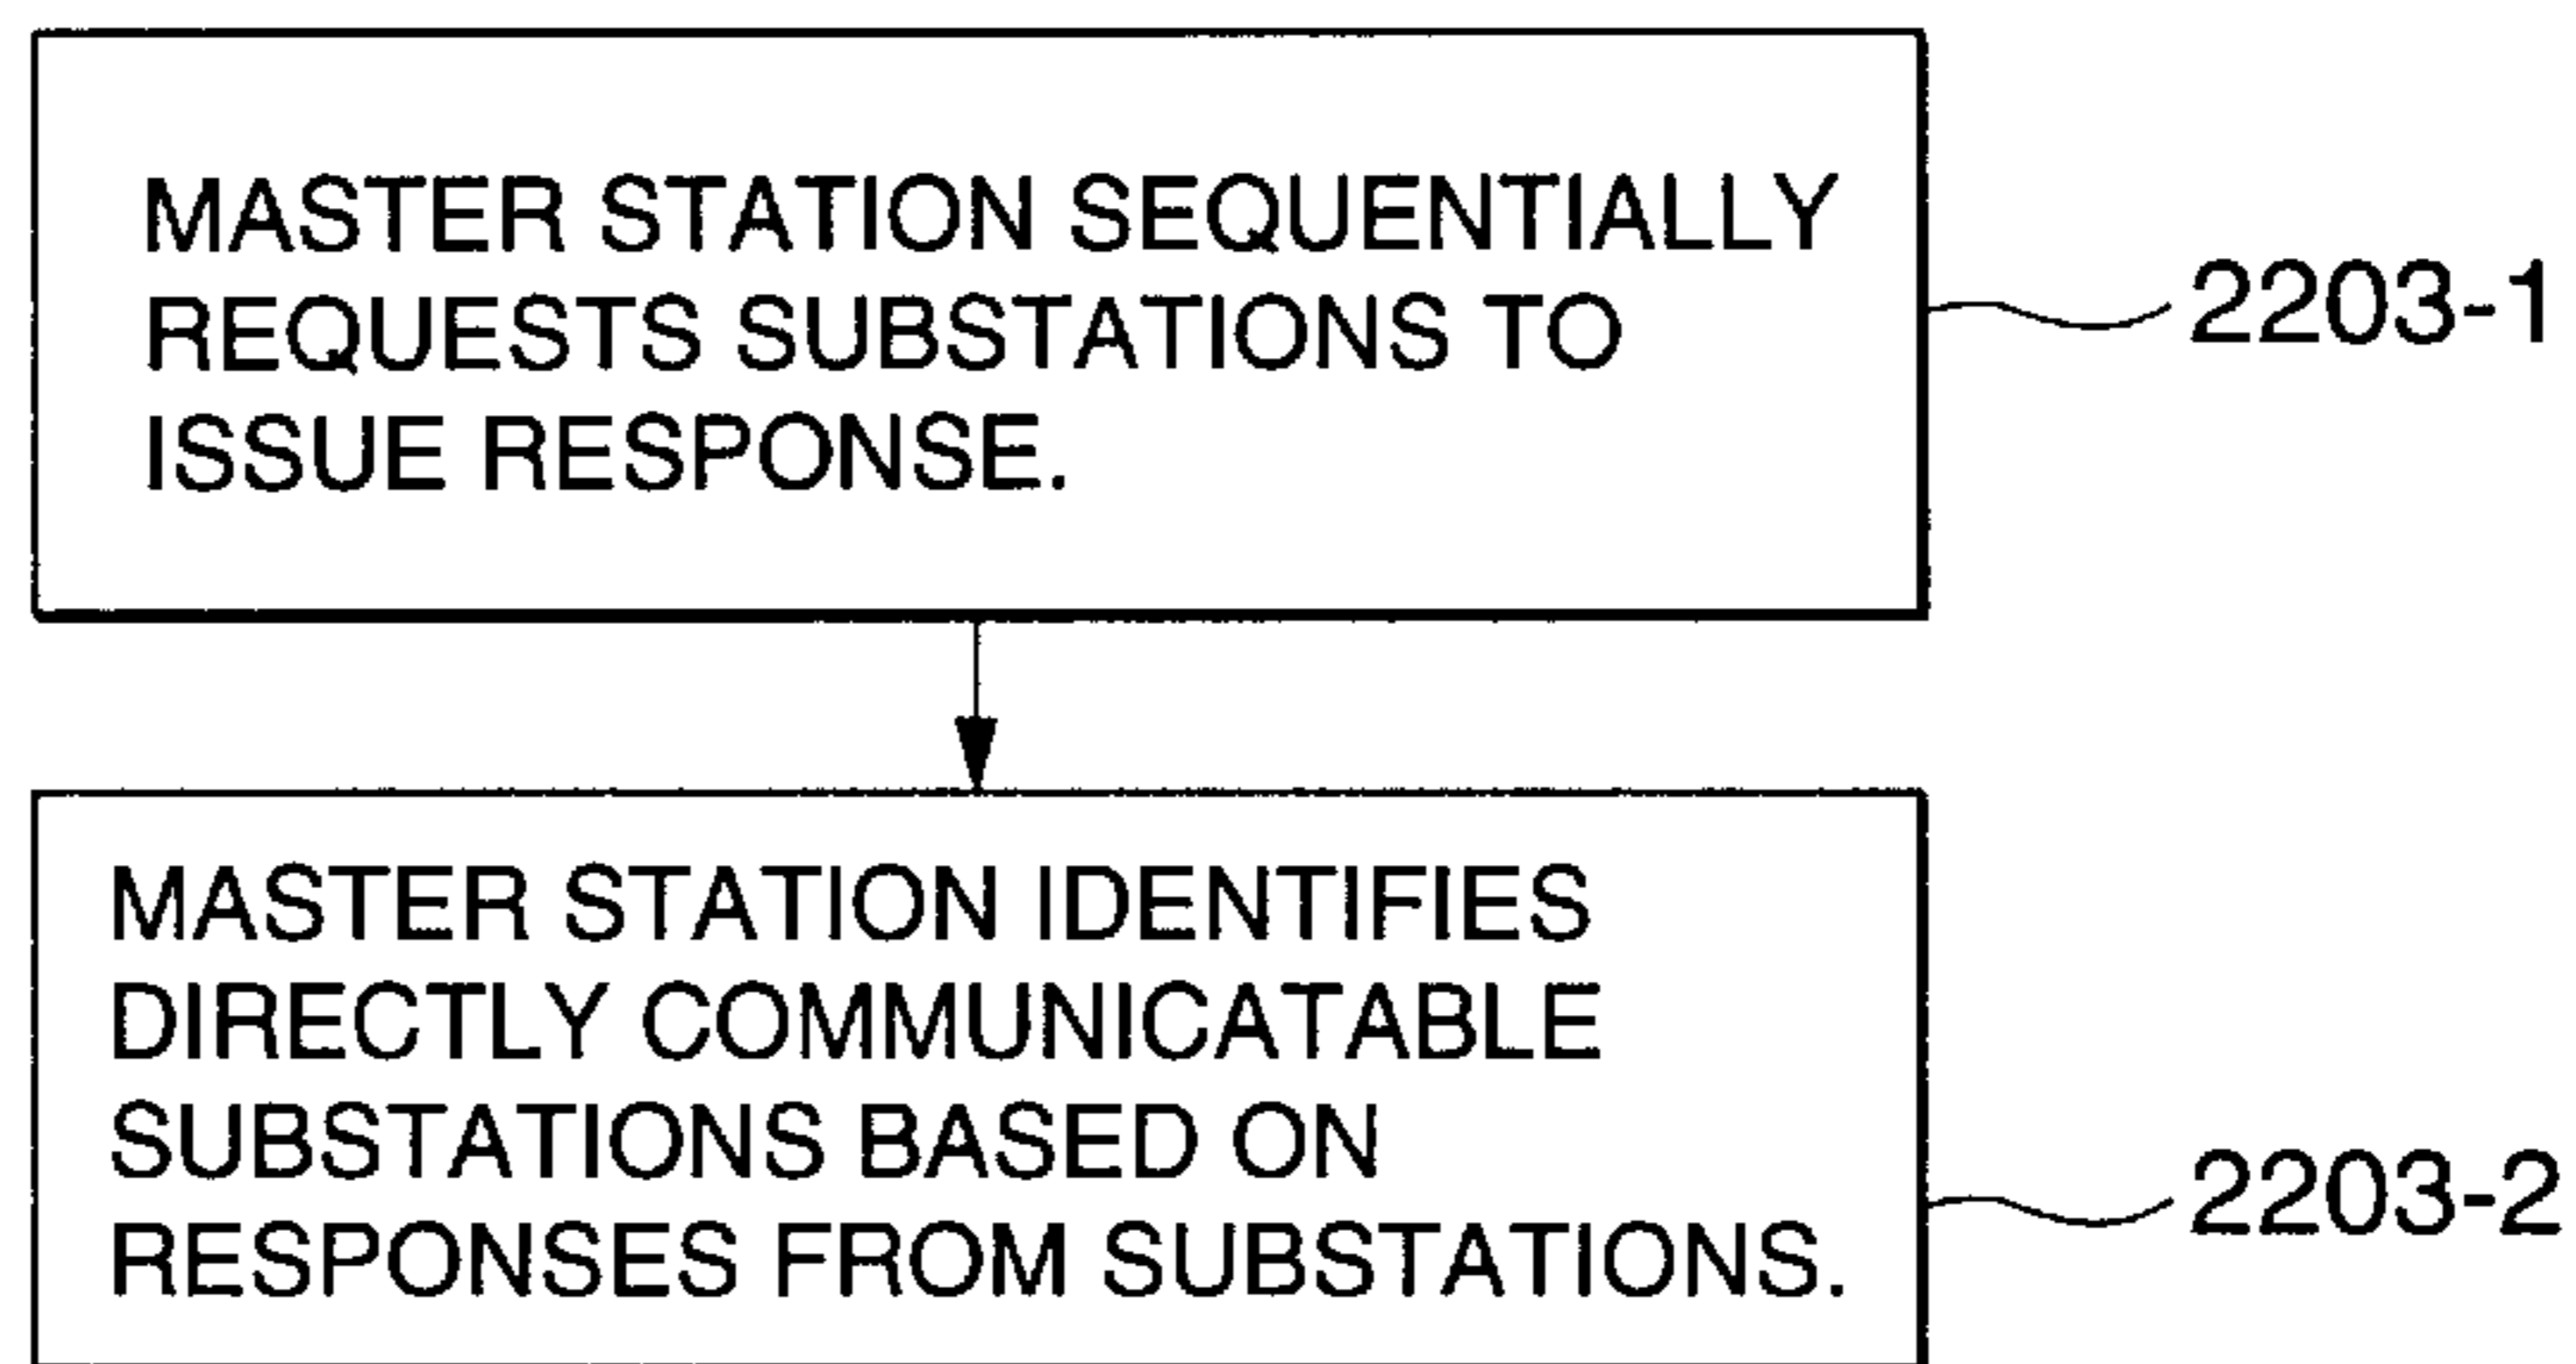 MASTER STATION SEQUENTIALLY
REQUESTS SUBSTATIONS TO
ISSUE RESPONSE.
2203-1
MASTER STATION IDENTIFIES
DIRECTLY COMMUNICATABLE
SUBSTATIONS BASED ON
RESPONSES FROM SUBSTATIONS.
2203-2